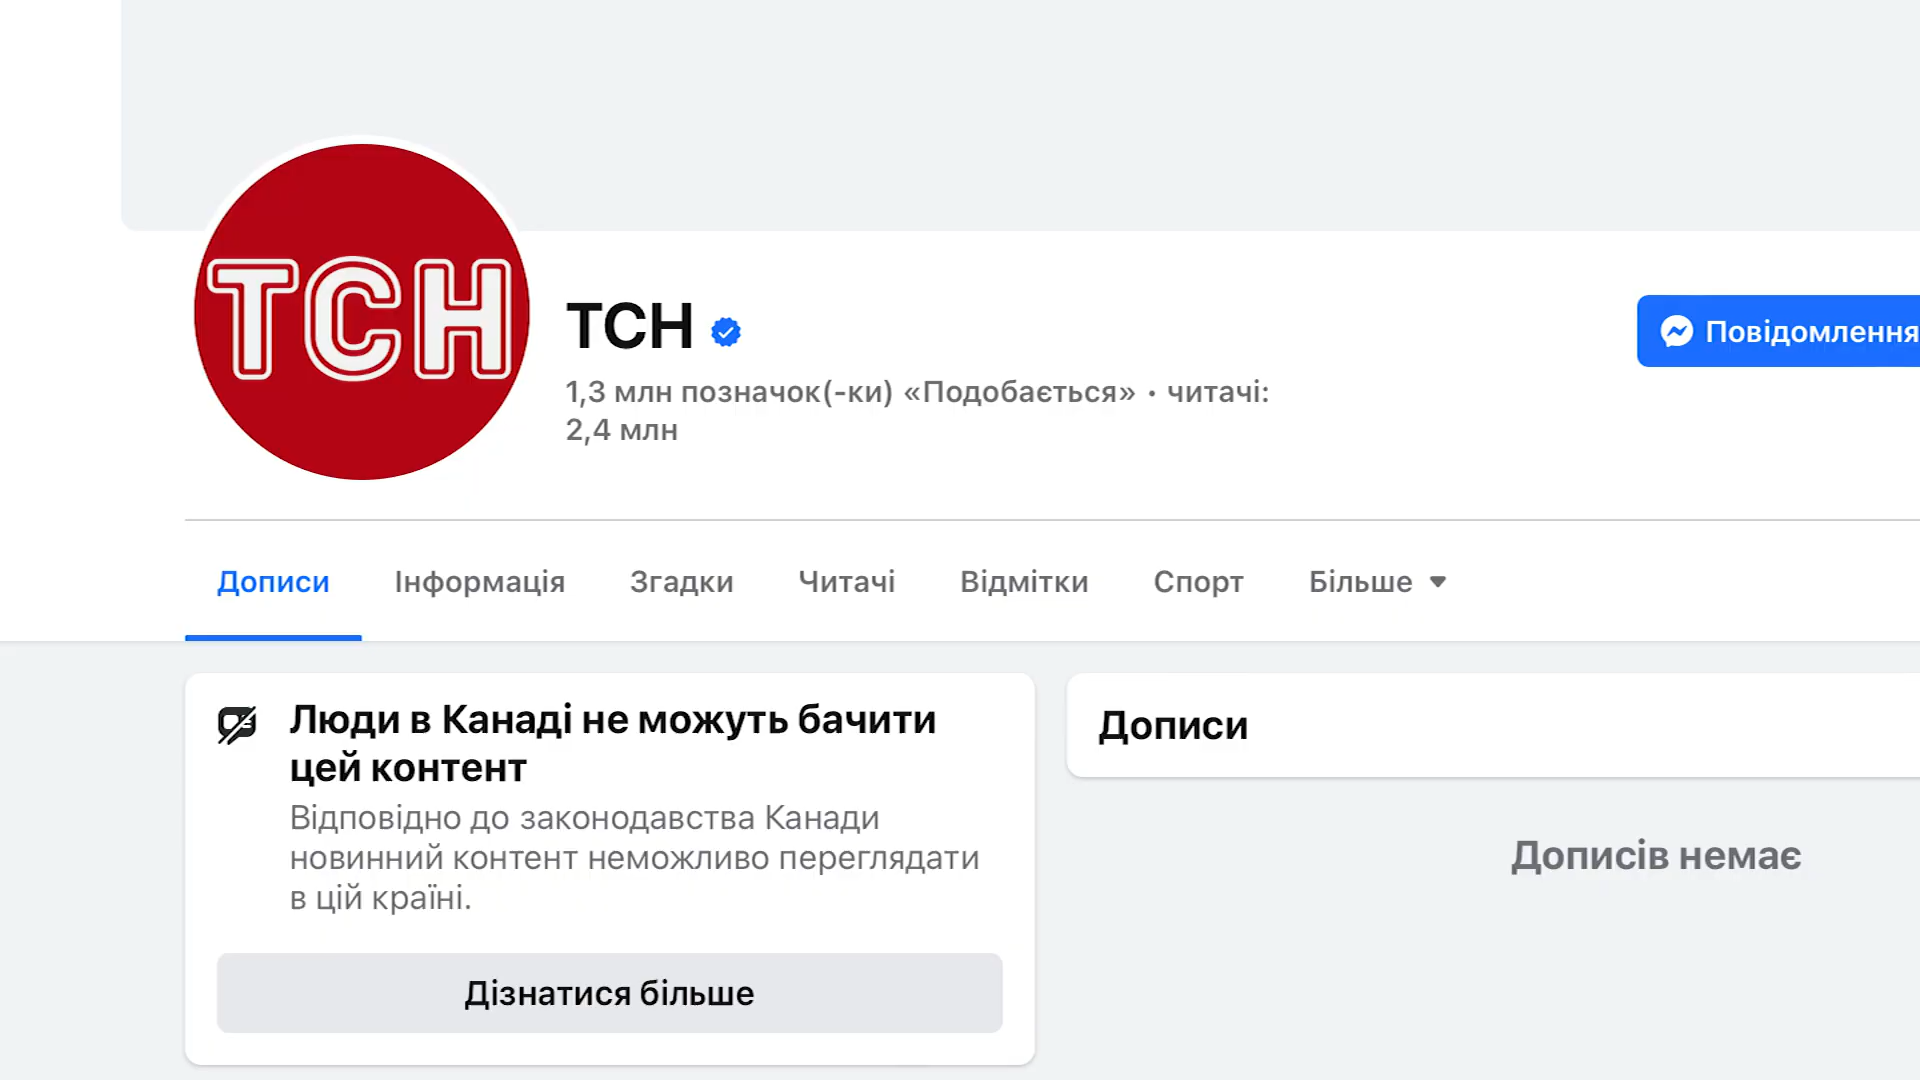 ТСН
ТСН
1,3 млн позначок(-ки) «Подобається» • читачі:
2,4 млн
Повідомлення
Дописи
Інформація
Згадки
Читачі
Відмітки
Спорт
Більше
Люди в Канаді не можуть бачити
цей контент
Відповідно до законодавства Канади
новинний контент неможливо переглядати
в цій країні.
Дізнатися більше
Дописи
Дописів немає